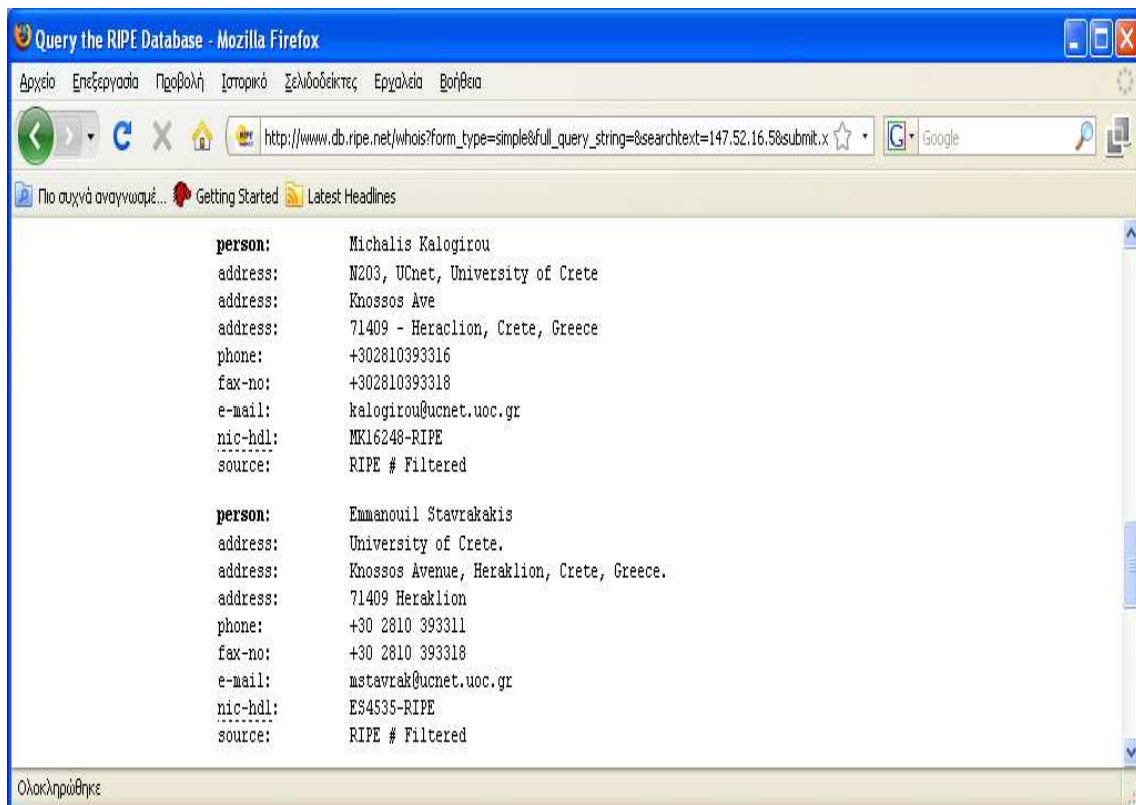 Query the RIPE Database - Mozilla Firefox
Αρχείο Επεξεργασία Προβολή Ιστορικό Σελιδοδείκτες Εργαλεία Βοήθεια
http://www.db.ripe.net/whois?form_type=simple&full_query_string=&searchtext=147.52.16.5&submit.x Google
Πιο συχνά αναγνωσμέ... Getting Started Latest Headlines
person: Michalis Kalogirou
address: N203, UCnet, University of Crete
address: Knossos Ave
address: 71409 - Heraclion, Crete, Greece
phone: +302810393316
fax-no: +302810393318
e-mail: kalogirou@ucnet.uoc.gr
nic-hdl: MK16248-RIPE
source: RIPE # Filtered
person: Emmanouil Stavrakakis
address: University of Crete.
address: Knossos Avenue, Heraklion, Crete, Greece.
address: 71409 Heraklion
phone: +30 2810 393311
fax-no: +30 2810 393318
e-mail: mstavrak@ucnet.uoc.gr
nic-hdl: ES4535-RIPE
source: RIPE # Filtered
Ολοκληρώθηκε